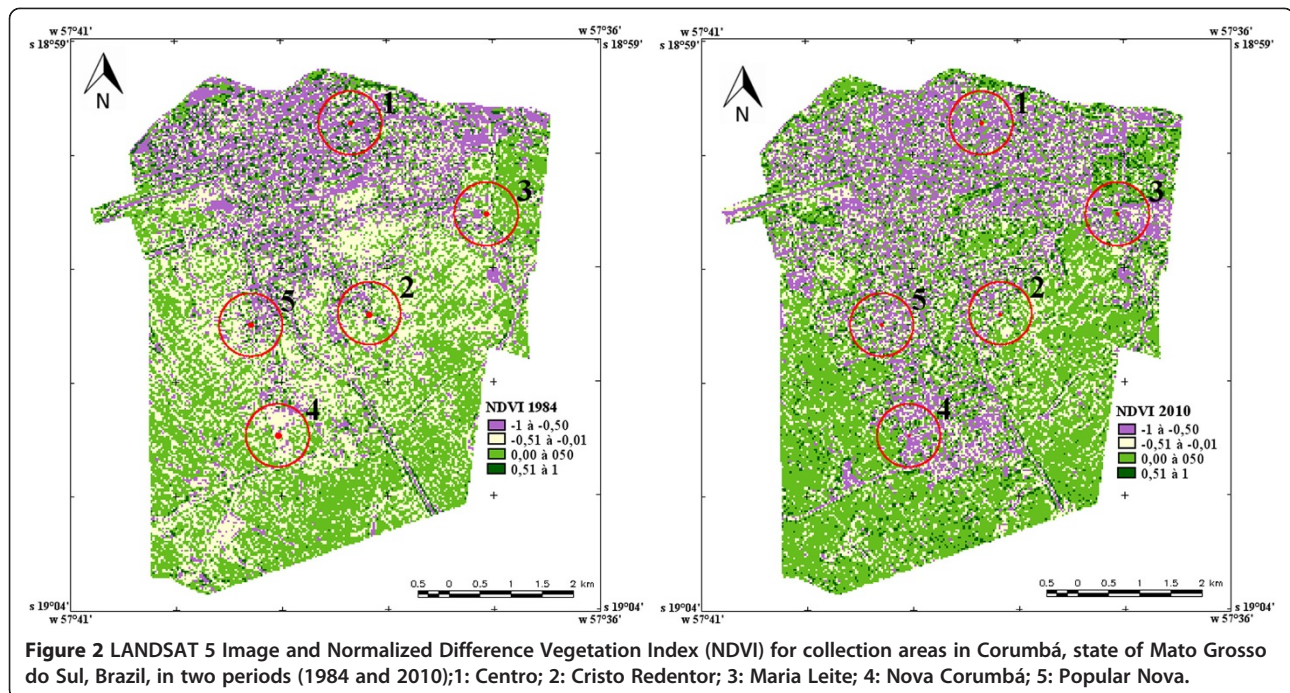 w 57°41'
s 18°59'
w 57°36'
s 18°59'
N
1
3
2
5
4
NDVI 1984
-1 à -0,50
-0,51 à -0,01
0,00 à 050
0,51 à 1
0.5 0 0.5 1 1.5 2 km
s 19°04'
w 57°41'
s 19°04'
w 57°36'
w 57°41'
s 18°59'
w 57°36'
s 18°59'
N
1
3
2
5
4
NDVI 2010
-1 à -0,50
-0,51 à -0,01
0,00 à 050
0,51 à 1
0.5 0 0.5 1 1.5 2 km
s 19°04'
w 57°41'
s 19°04'
w 57°36'
Figure 2 LANDSAT 5 Image and Normalized Difference Vegetation Index (NDVI) for collection areas in Corumbá, state of Mato Grosso
do Sul, Brazil, in two periods (1984 and 2010);1: Centro; 2: Cristo Redentor; 3: Maria Leite; 4: Nova Corumbá; 5: Popular Nova.